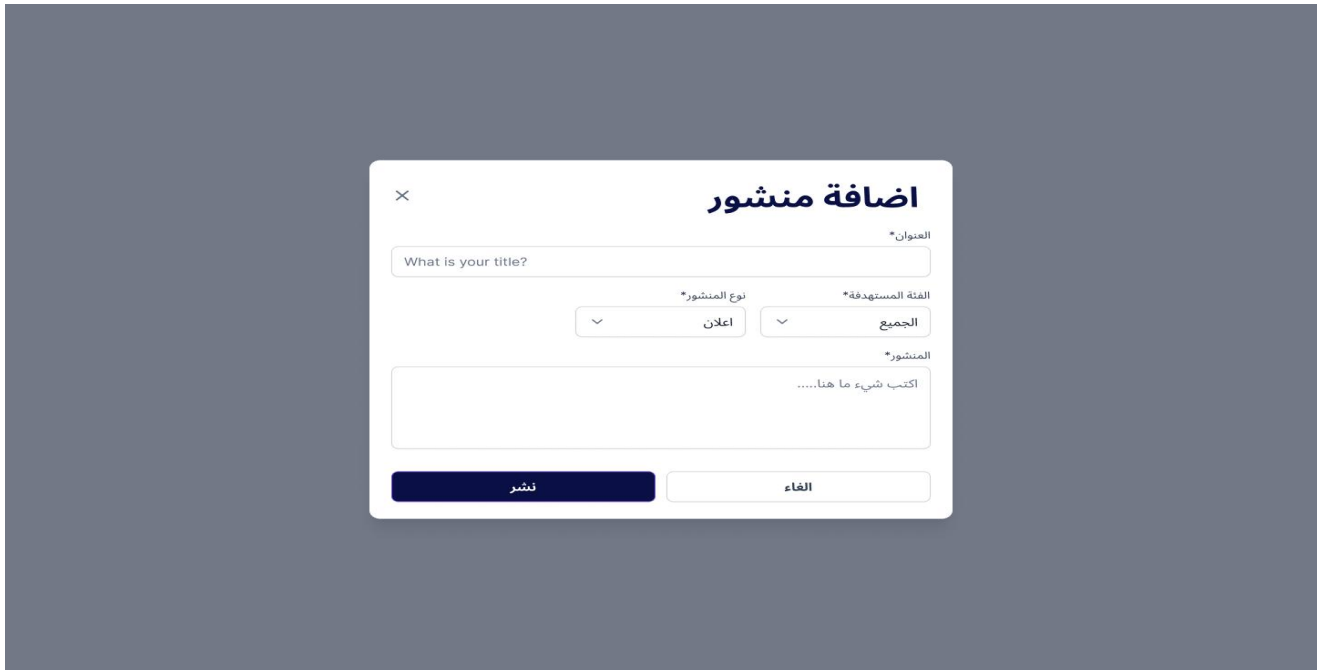 اضافة منشور
العنوان*
What is your title?
الفئة المستهدفة* نوع المنشور*
الجميع اعلان
المنشور*
اكتب شيء ما هنا.....
الغاء نشر